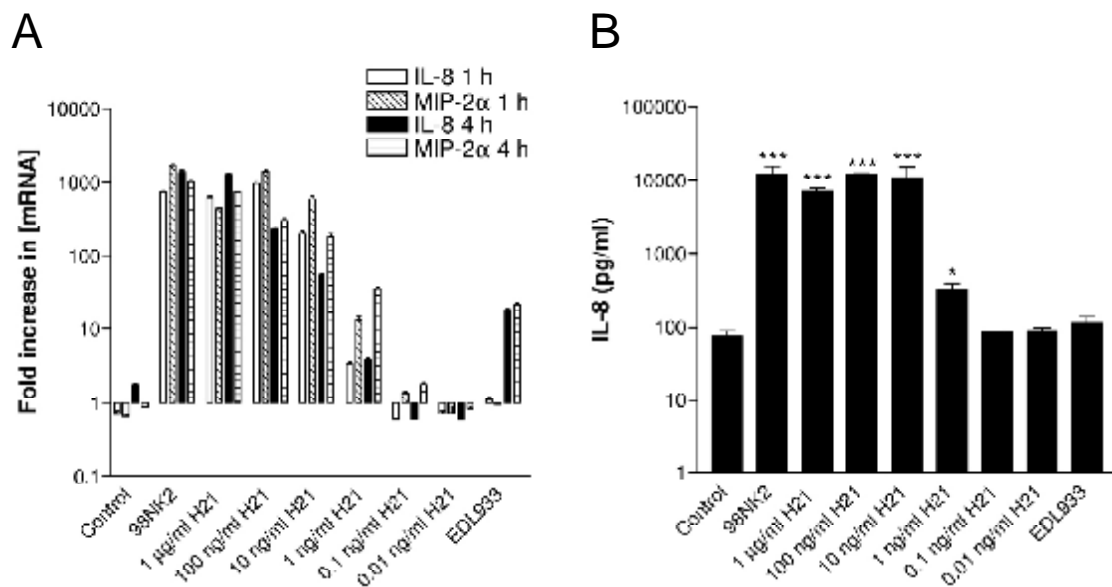 A
IL-8 1 h
MIP-2α 1 h
IL-8 4 h
MIP-2α 4 h
Fold increase in [mRNA]
10000
1000
100
10
1
0.1
Control
98NK2
1 µg/ml H21
100 ng/ml H21
10 ng/ml H21
1 ng/ml H21
0.1 ng/ml H21
0.01 ng/ml H21
EDL933
B
IL-8 (pg/ml)
100000
10000
1000
100
10
1
***
***
***
***
*
Control
98NK2
1 µg/ml H21
100 ng/ml H21
10 ng/ml H21
1 ng/ml H21
0.1 ng/ml H21
0.01 ng/ml H21
EDL933